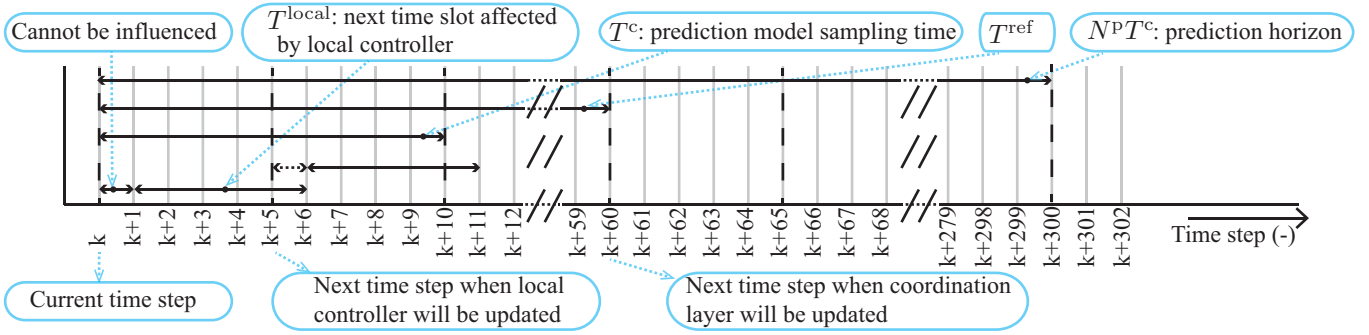 Cannot be influenced
T^local: next time slot affected
by local controller
T^c: prediction model sampling time
T^ref
N^pT^c: prediction horizon
k
k+1
k+2
k+3
k+4
k+5
k+6
k+7
k+8
k+9
k+10
k+11
k+12
k+59
k+60
k+61
k+62
k+63
k+64
k+65
k+66
k+67
k+68
k+279
k+298
k+299
k+300
k+301
k+302
Time step (-)
Current time step
Next time step when local
controller will be updated
Next time step when coordination
layer will be updated